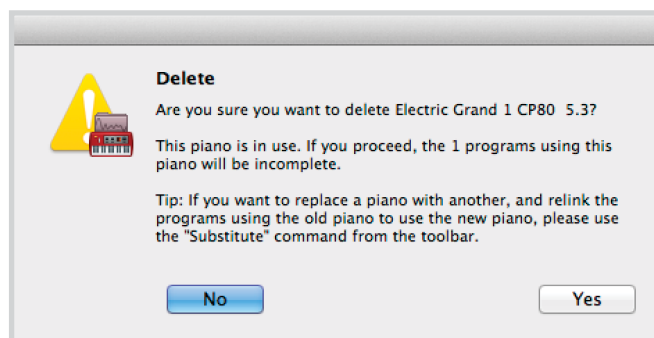 Delete
Are you sure you want to delete Electric Grand 1 CP80  5.3?
This piano is in use. If you proceed, the 1 programs using this
piano will be incomplete.
Tip: If you want to replace a piano with another, and relink the
programs using the old piano to use the new piano, please use
the "Substitute" command from the toolbar.
No
Yes